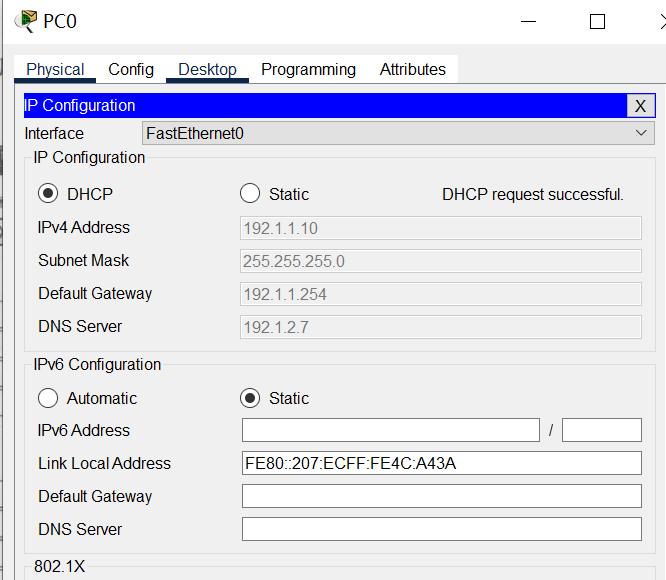 PC0
Physical Config Desktop Programming Attributes
IP Configuration X
Interface FastEthernet0
IP Configuration
DHCP Static DHCP request successful.
IPv4 Address 192.1.1.10
Subnet Mask 255.255.255.0
Default Gateway 192.1.1.254
DNS Server 192.1.2.7
IPv6 Configuration
Automatic Static
IPv6 Address /
Link Local Address FE80::207:ECFF:FE4C:A43A
Default Gateway
DNS Server
802.1X